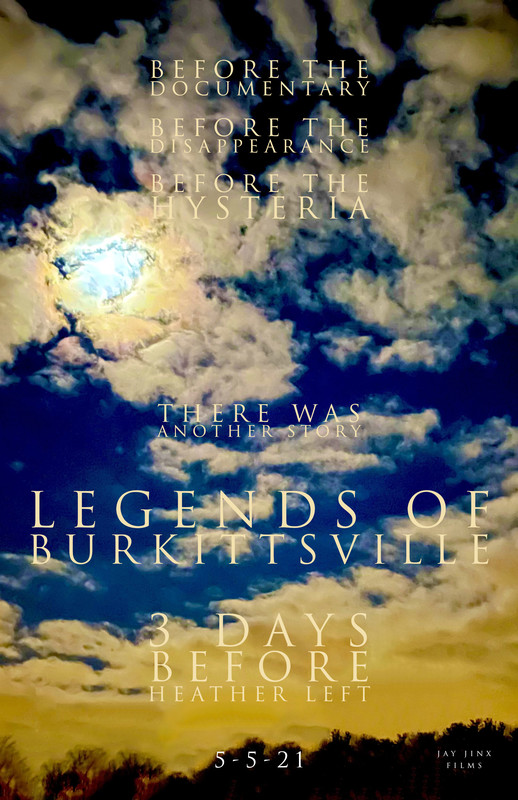 BEFORE THE
DOCUMENTARY
BEFORE THE
DISAPPEARANCE
BEFORE THE
HYSTERIA
THERE WAS
ANOTHER STORY
LEGENDS OF
BURKITTSVILLE
3 DAYS
BEFORE
HEATHER LEFT
5-5-21
JAY JINX
FILMS